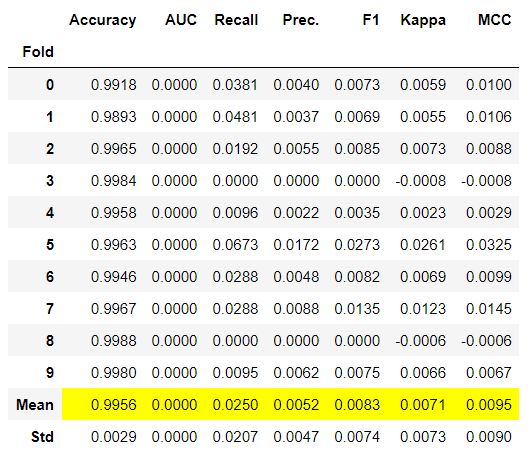 Accuracy AUC Recall Prec. F1 Kappa MCC
Fold
0 0.9918 0.0000 0.0381 0.0040 0.0073 0.0059 0.0100
1 0.9893 0.0000 0.0481 0.0037 0.0069 0.0055 0.0106
2 0.9965 0.0000 0.0192 0.0055 0.0085 0.0073 0.0088
3 0.9984 0.0000 0.0000 0.0000 0.0000 -0.0008 -0.0008
4 0.9958 0.0000 0.0096 0.0022 0.0035 0.0023 0.0029
5 0.9963 0.0000 0.0673 0.0172 0.0273 0.0261 0.0325
6 0.9946 0.0000 0.0288 0.0048 0.0082 0.0069 0.0099
7 0.9967 0.0000 0.0288 0.0088 0.0135 0.0123 0.0145
8 0.9988 0.0000 0.0000 0.0000 0.0000 -0.0006 -0.0006
9 0.9980 0.0000 0.0095 0.0062 0.0075 0.0066 0.0067
Mean 0.9956 0.0000 0.0250 0.0052 0.0083 0.0071 0.0095
Std 0.0029 0.0000 0.0207 0.0047 0.0074 0.0073 0.0090